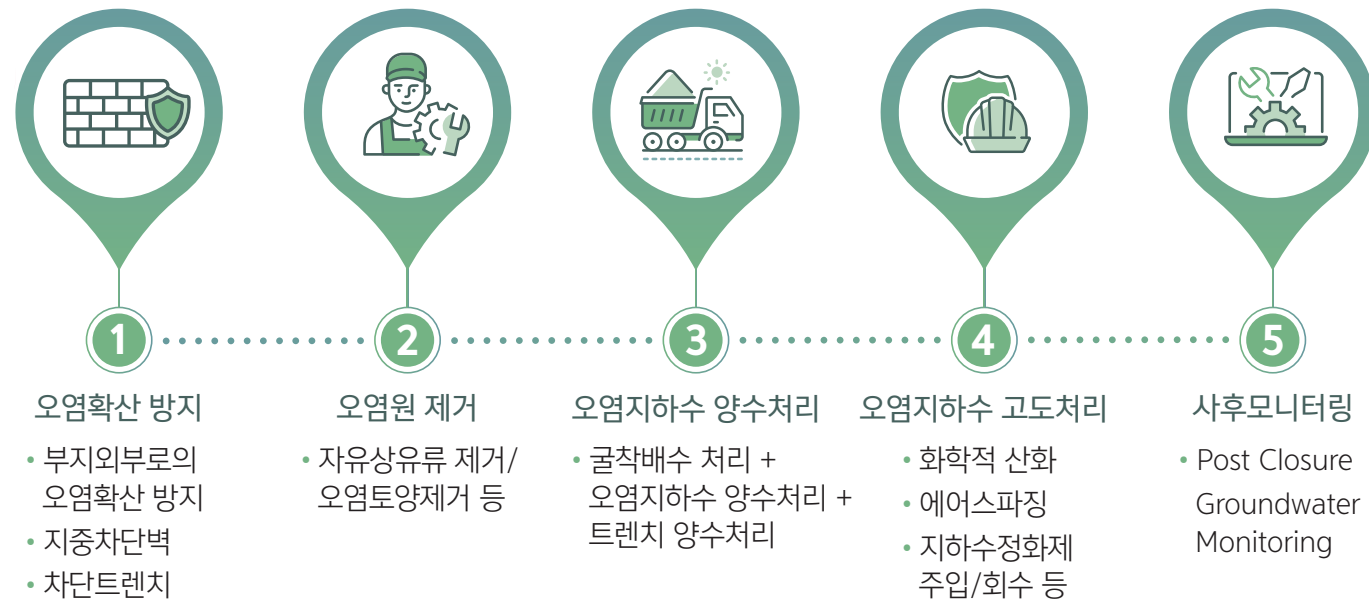 1
오염확산 방지
• 부지외부로의
오염확산 방지
• 지중차단벽
• 차단트렌치
2
오염원 제거
• 자유상유류 제거/
오염토양제거 등
3
오염지하수 양수처리
• 굴착배수 처리 +
오염지하수 양수처리 +
트렌치 양수처리
4
오염지하수 고도처리
• 화학적 산화
• 에어스파징
• 지하수정화제
주입/회수 등
5
사후모니터링
• Post Closure
Groundwater
Monitoring